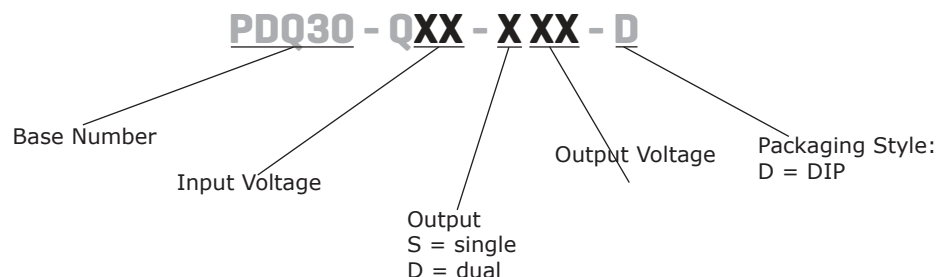 PDQ30 - QXX - X XX - D
Base Number
Input Voltage
Output
S = single
D = dual
Output Voltage
Packaging Style:
D = DIP